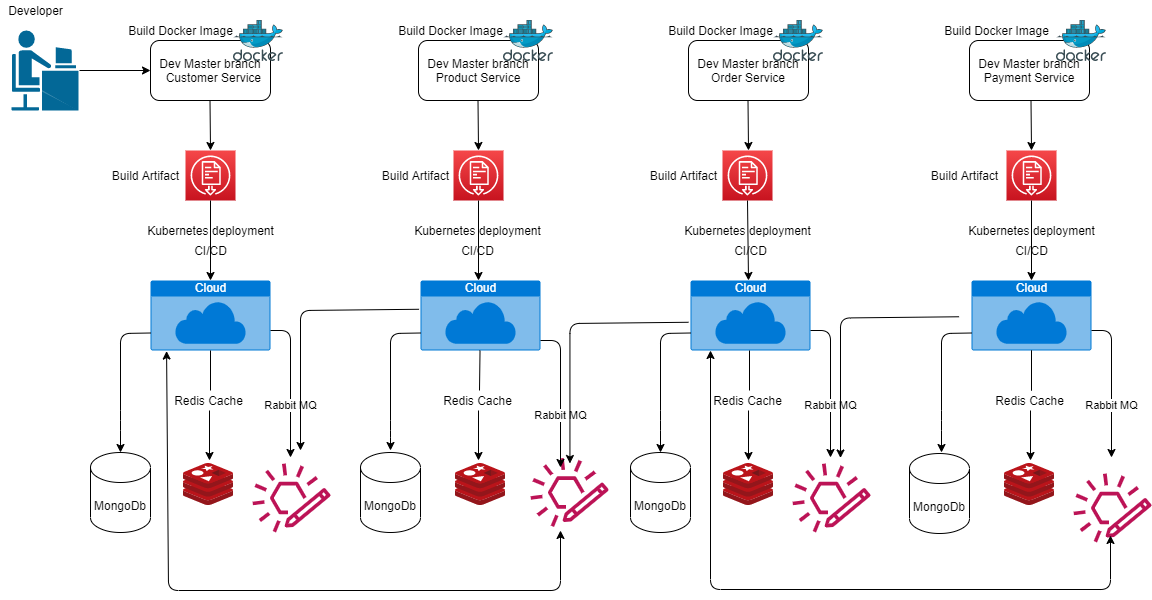 Developer
Build Docker Image
docker
Dev Master branch
Customer Service
Build Docker Image
docker
Dev Master branch
Product Service
Build Docker Image
docker
Dev Master branch
Order Service
Build Docker Image
docker
Dev Master branch
Payment Service
Build Artifact
Build Artifact
Build Artifact
Build Artifact
Kubernetes deployment
CI/CD
Kubernetes deployment
CI/CD
Kubernetes deployment
CI/CD
Kubernetes deployment
CI/CD
Cloud
Cloud
Cloud
Cloud
Redis Cache
Rabbit MQ
Redis Cache
Rabbit MQ
Redis Cache
Rabbit MQ
Redis Cache
Rabbit MQ
MongoDb
MongoDb
MongoDb
MongoDb